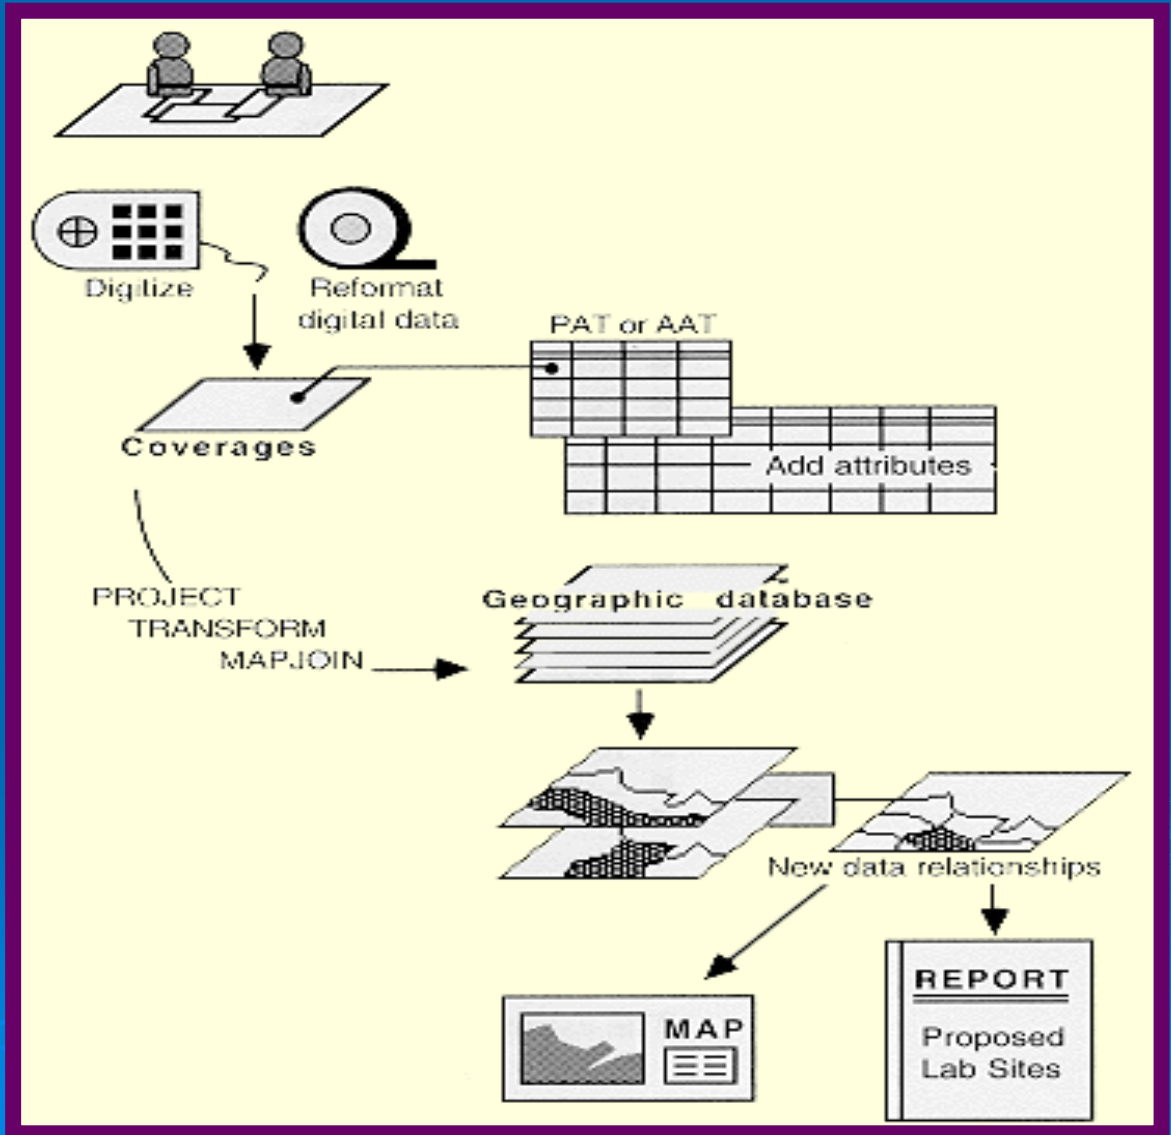 Digitize
Reformat
digital data
PAT or AAT
Coverages
Add attributes
PROJECT
TRANSFORM
MAPJOIN
Geographic database
New data relationships
MAP
REPORT
Proposed
Lab Sites